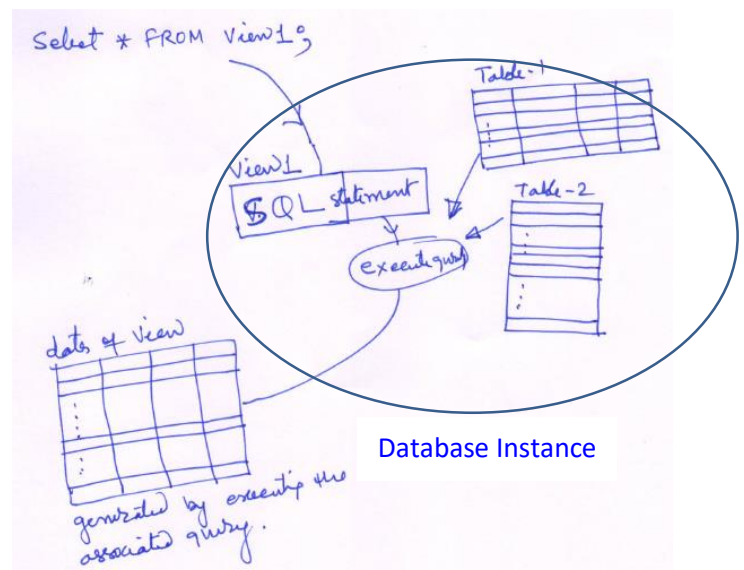 Select * FROM View1;
Table-1
View1
SQL statement
Table-2
execute query
data of View
Database Instance
generated by executing the
associated query.